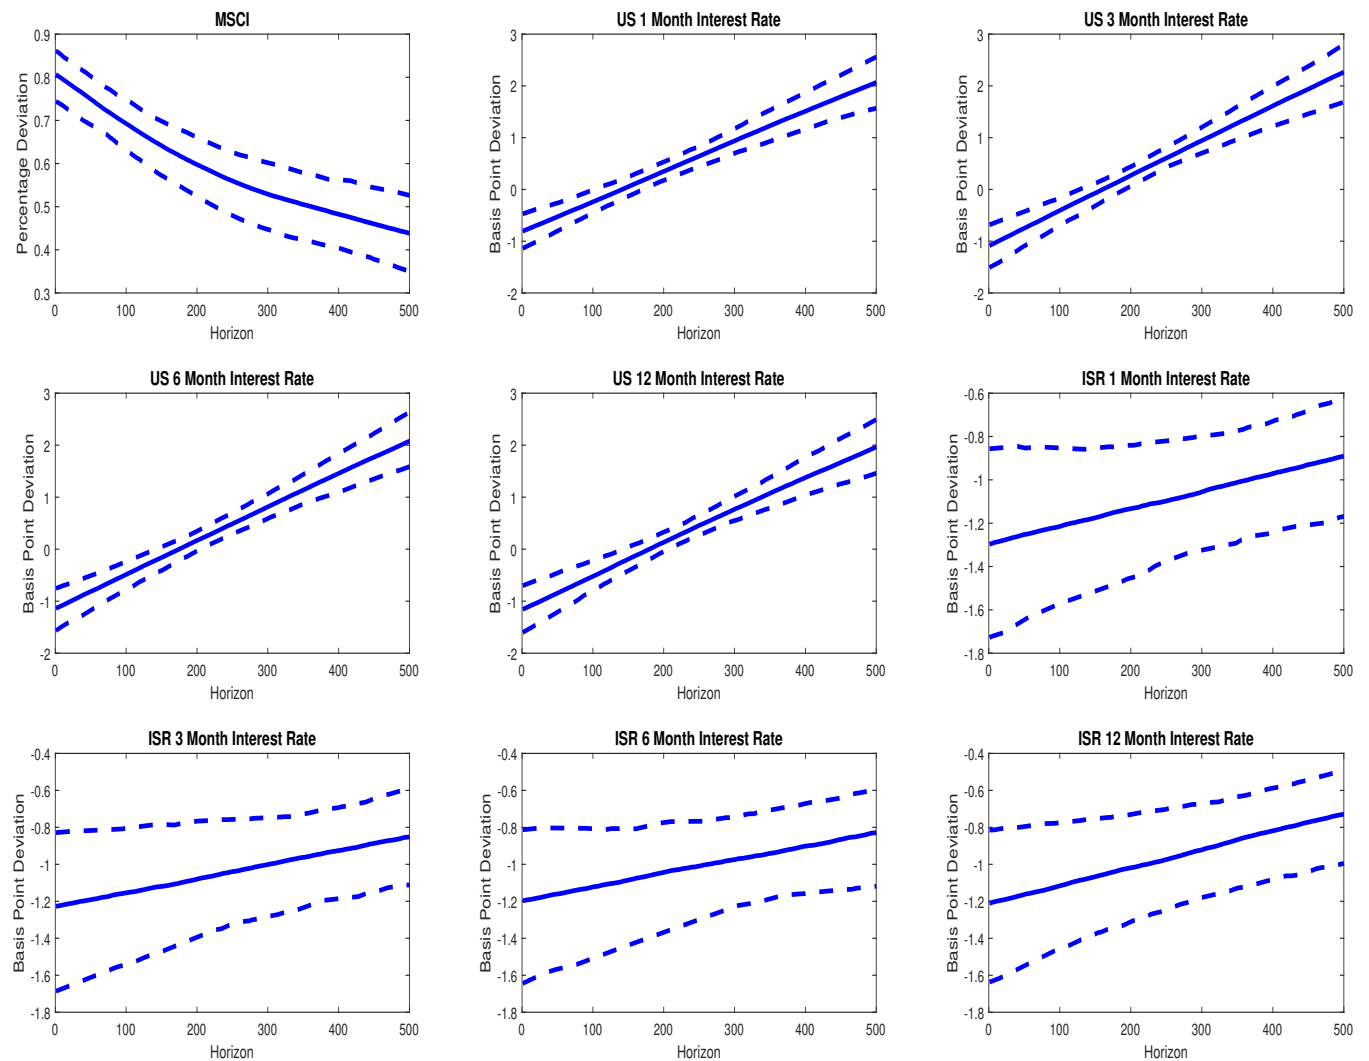 MSCI
Percentage Deviation
0.9
0.8
0.7
0.6
0.5
0.4
0.3
0 100 200 300 400 500
Horizon
US 1 Month Interest Rate
Basis Point Deviation
3
2
1
0
-1
-2
0 100 200 300 400 500
Horizon
US 3 Month Interest Rate
Basis Point Deviation
3
2
1
0
-1
-2
0 100 200 300 400 500
Horizon
US 6 Month Interest Rate
Basis Point Deviation
3
2
1
0
-1
-2
0 100 200 300 400 500
Horizon
US 12 Month Interest Rate
Basis Point Deviation
3
2
1
0
-1
-2
0 100 200 300 400 500
Horizon
ISR 1 Month Interest Rate
Basis Point Deviation
-0.6
-0.8
-1
-1.2
-1.4
-1.6
-1.8
0 100 200 300 400 500
Horizon
ISR 3 Month Interest Rate
Basis Point Deviation
-0.4
-0.6
-0.8
-1
-1.2
-1.4
-1.6
-1.8
0 100 200 300 400 500
Horizon
ISR 6 Month Interest Rate
Basis Point Deviation
-0.4
-0.6
-0.8
-1
-1.2
-1.4
-1.6
-1.8
0 100 200 300 400 500
Horizon
ISR 12 Month Interest Rate
Basis Point Deviation
-0.4
-0.6
-0.8
-1
-1.2
-1.4
-1.6
-1.8
0 100 200 300 400 500
Horizon